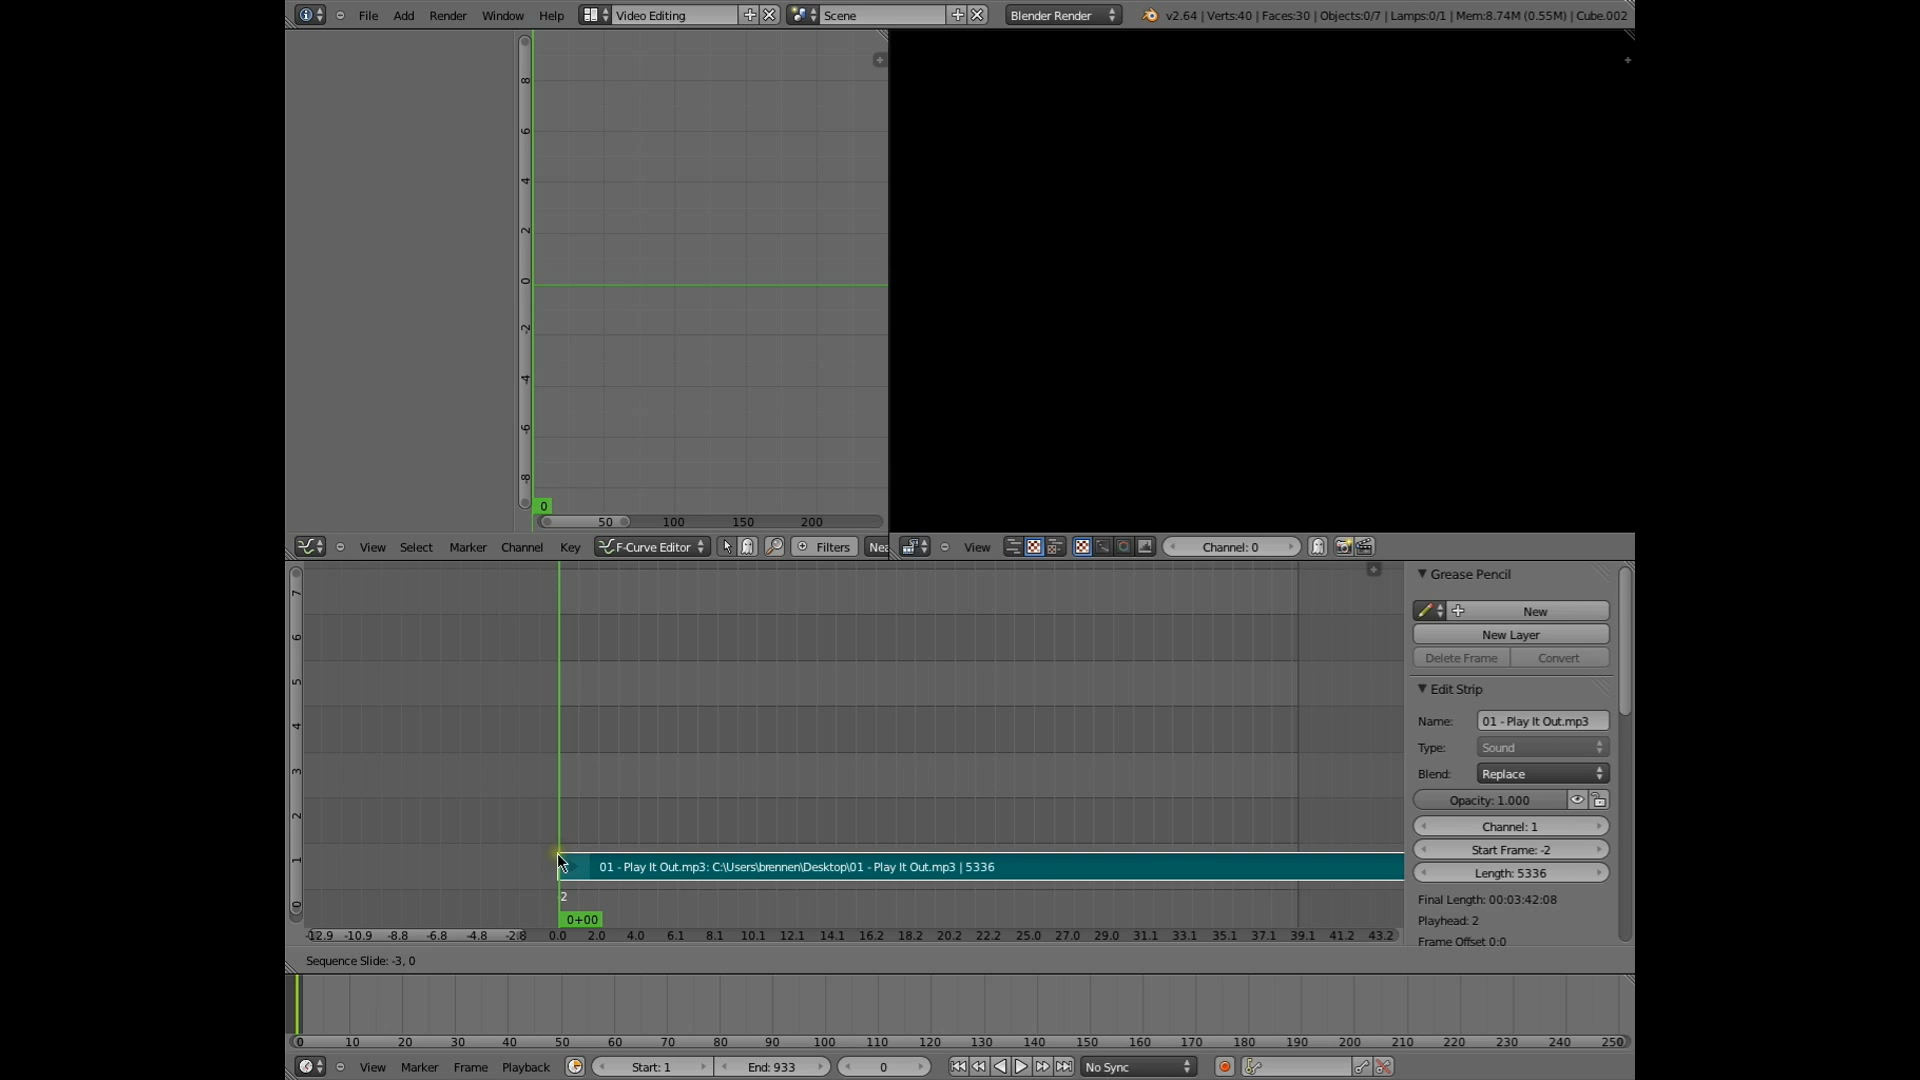 File Add Render Window Help Video Editing Scene Blender Render v2.64 | Verts:40 | Faces:30 | Objects:0/7 | Lamps:0/1 | Mem:8.74M (0.55M) | Cube.002
8
6
4
2
0
-2
-4
-6
-8
0
50 100 150 200
View Select Marker Channel Key F-Curve Editor Filters Nea View Channel: 0
7
6
5
4
3
2
1
0
01 - Play It Out.mp3: C:\Users\brennen\Desktop\01 - Play It Out.mp3 | 5336
2
0+00
-12.9 -10.9 -8.8 -6.8 -4.8 -2.8 0.0 2.0 4.0 6.1 8.1 10.1 12.1 14.1 16.2 18.2 20.2 22.2 25.0 27.0 29.0 31.1 33.1 35.1 37.1 39.1 41.2 43.2
Grease Pencil
New
New Layer
Delete Frame Convert
Edit Strip
Name: 01 - Play It Out.mp3
Type: Sound
Blend: Replace
Opacity: 1.000
Channel: 1
Start Frame: -2
Length: 5336
Final Length: 00:03:42:08
Playhead: 2
Frame Offset 0:0
Sequence Slide: -3, 0
0 10 20 30 40 50 60 70 80 90 100 110 120 130 140 150 160 170 180 190 200 210 220 230 240 250
View Marker Frame Playback Start: 1 End: 933 0 No Sync